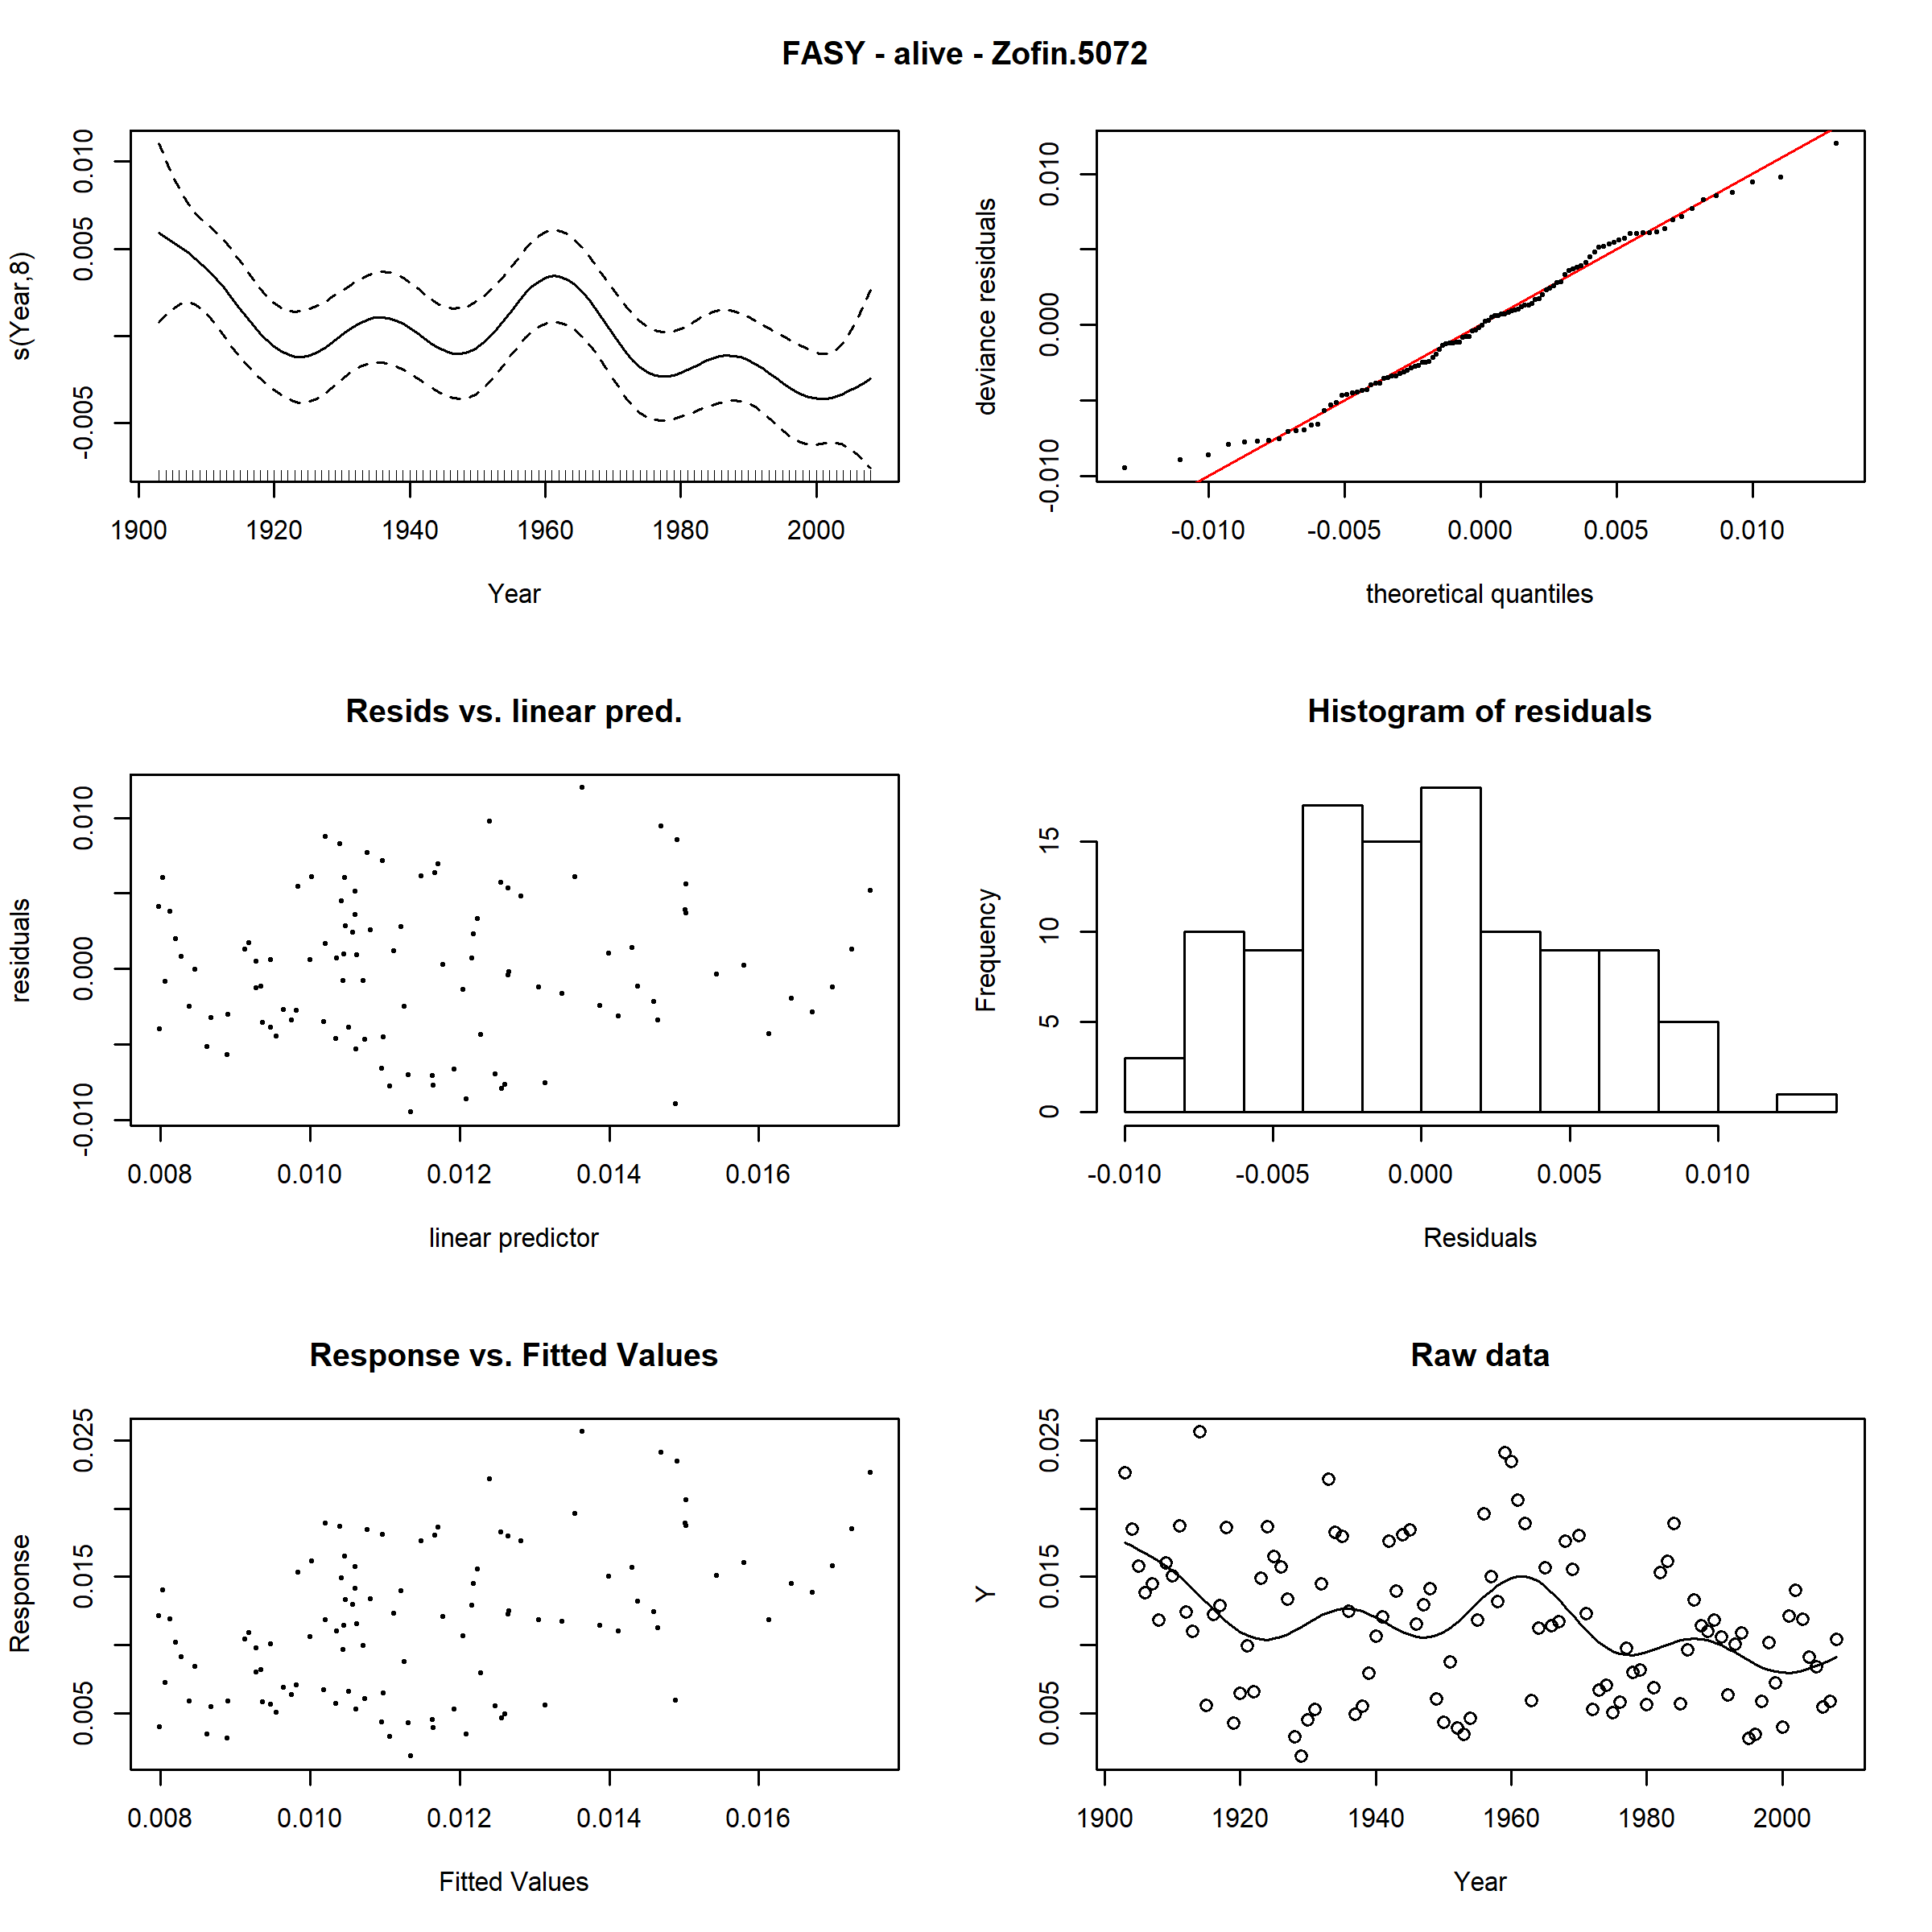 FASY - alive - Zofin.5072
s(Year,8)
0.010
0.005
-0.005
1900 1920 1940 1960 1980 2000
Year
deviance residuals
0.010
0.000
-0.010
-0.010 -0.005 0.000 0.005 0.010
theoretical quantiles
Resids vs. linear pred.
residuals
0.010
0.000
-0.010
0.008 0.010 0.012 0.014 0.016
linear predictor
Histogram of residuals
Frequency
15
10
5
0
-0.010 -0.005 0.000 0.005 0.010
Residuals
Response vs. Fitted Values
Response
0.025
0.015
0.005
0.008 0.010 0.012 0.014 0.016
Fitted Values
Raw data
Y
0.025
0.015
0.005
1900 1920 1940 1960 1980 2000
Year